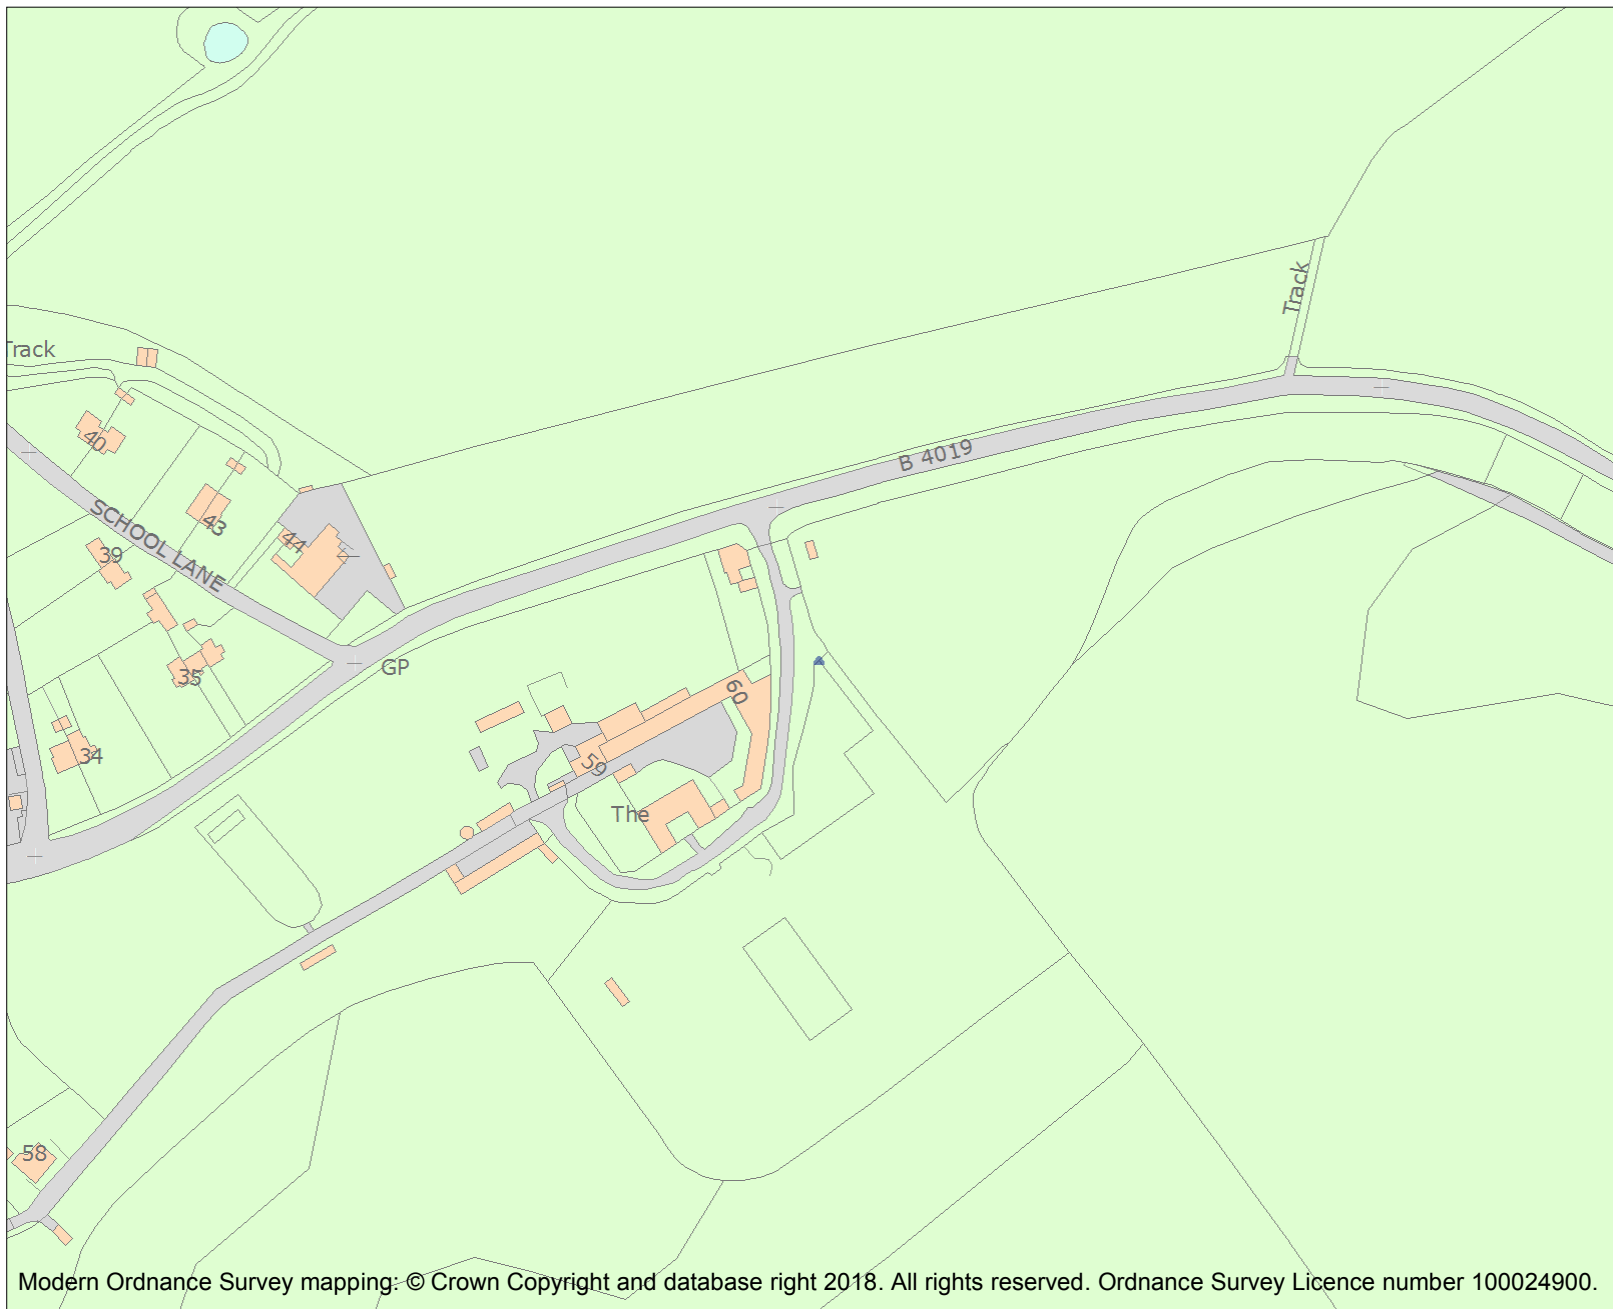 Track
Track
40
B 4019
SCHOOL LANE
43
44
39
GP
35
60
34
59
The
58
Modern Ordnance Survey mapping: © Crown Copyright and database right 2018. All rights reserved. Ordnance Survey Licence number 100024900.